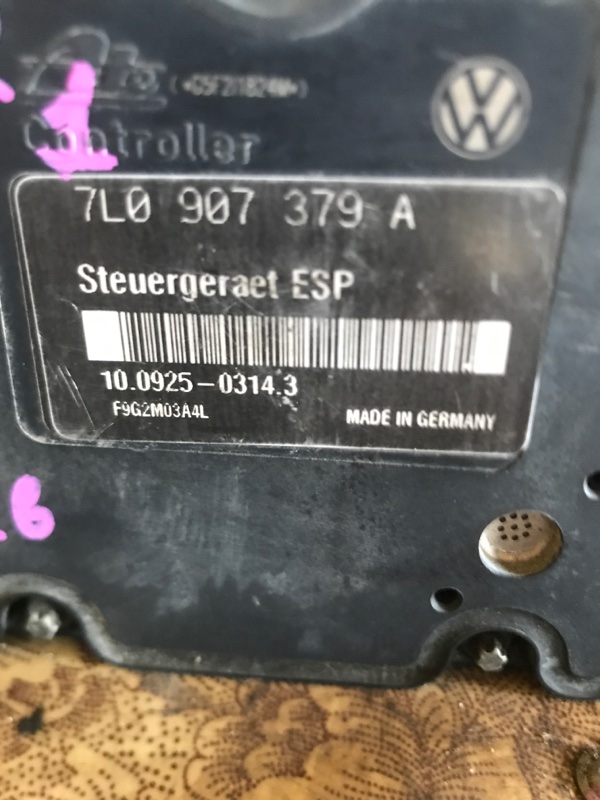 Controller
7L0 907 379 A
Steuergeraet ESP
10.0925-0314.3
F9G2M03A4L
MADE IN GERMANY